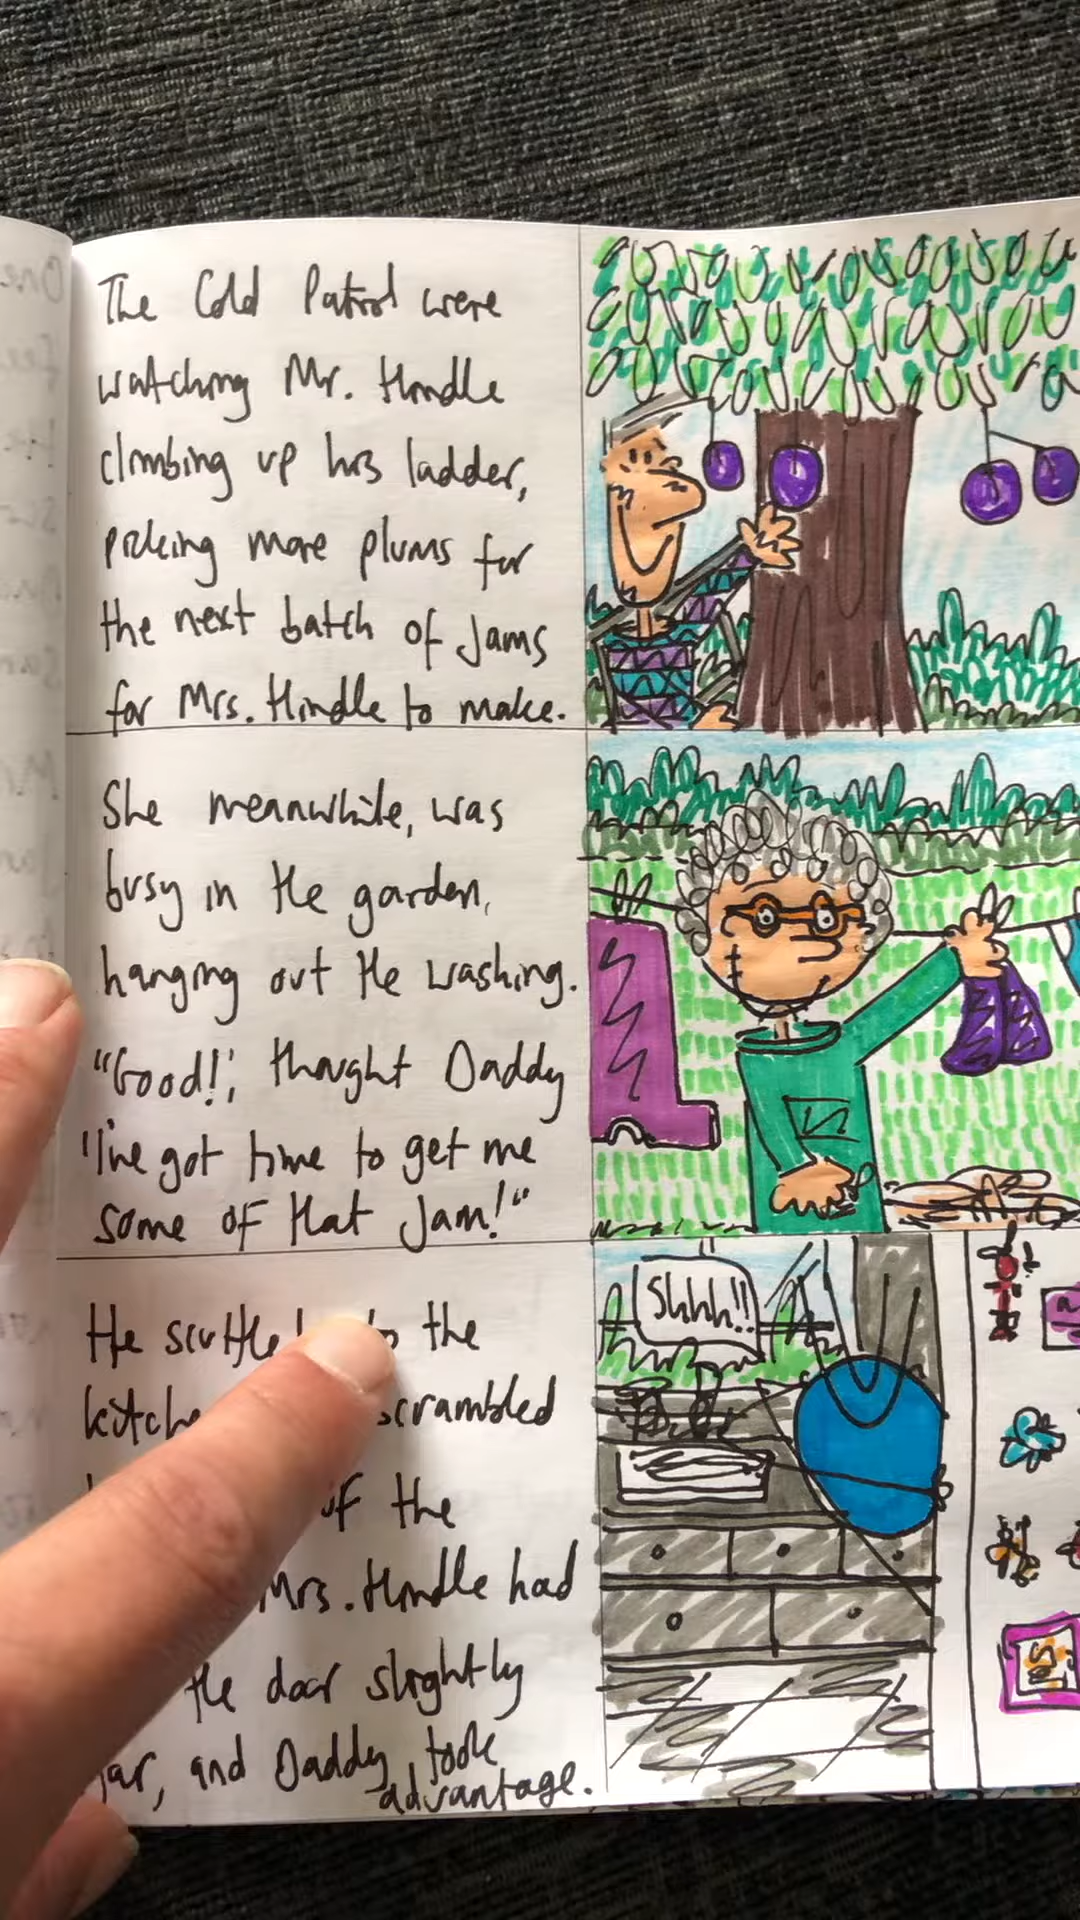 The Cold Patrol were
watching Mr. Hindle
climbing up his ladder,
picking more plums for
the next batch of jams
for Mrs. Hindle to make.
She meanwhile, was
busy in the garden,
hanging out the washing.
"Good!', thought Daddy
'I've got time to get me
some of that Jam!"
He to the
scrambled
of the
Mrs. Hindle had
the door slightly
and Daddy took
advantage.
Shhh!!